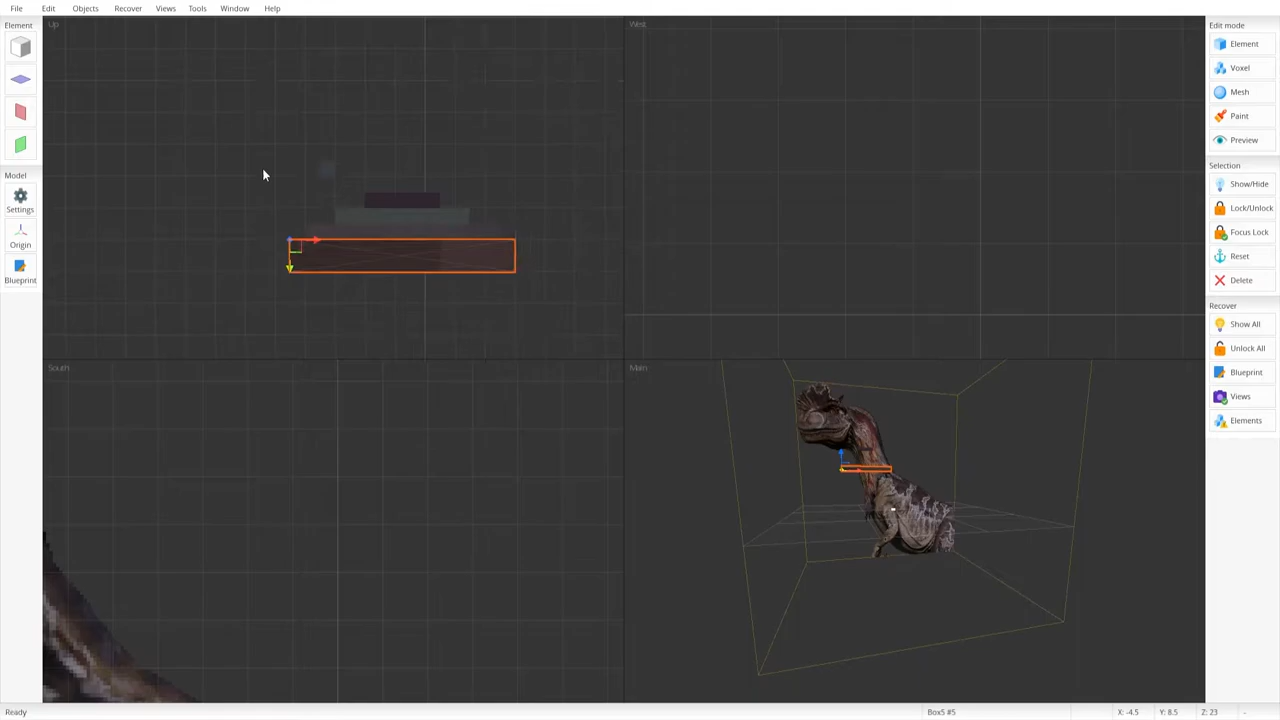 File Edit Objects Recover Views Tools Window Help
Element
Model
Settings
Origin
Blueprint
Up
West
South
Main
Edit mode
Element
Voxel
Mesh
Paint
Preview
Selection
Show/Hide
Lock/Unlock
Focus Lock
Reset
Delete
Recover
Show All
Unlock All
Blueprint
Views
Elements
Ready Box5 #5 X: -4.5 Y: 8.5 Z: 23 -